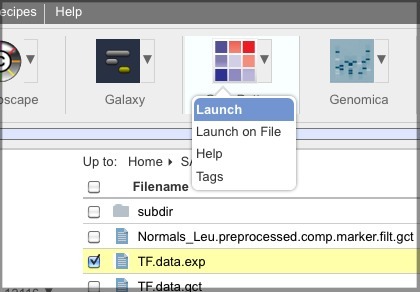 ecipes Help
oscape Galaxy Genomica
Launch
Launch on File
Help
Tags
Up to: Home SA
Filename
subdir
Normals_Leu.preprocessed.comp.marker.filt.gct
TF.data.exp
TF.data.gct